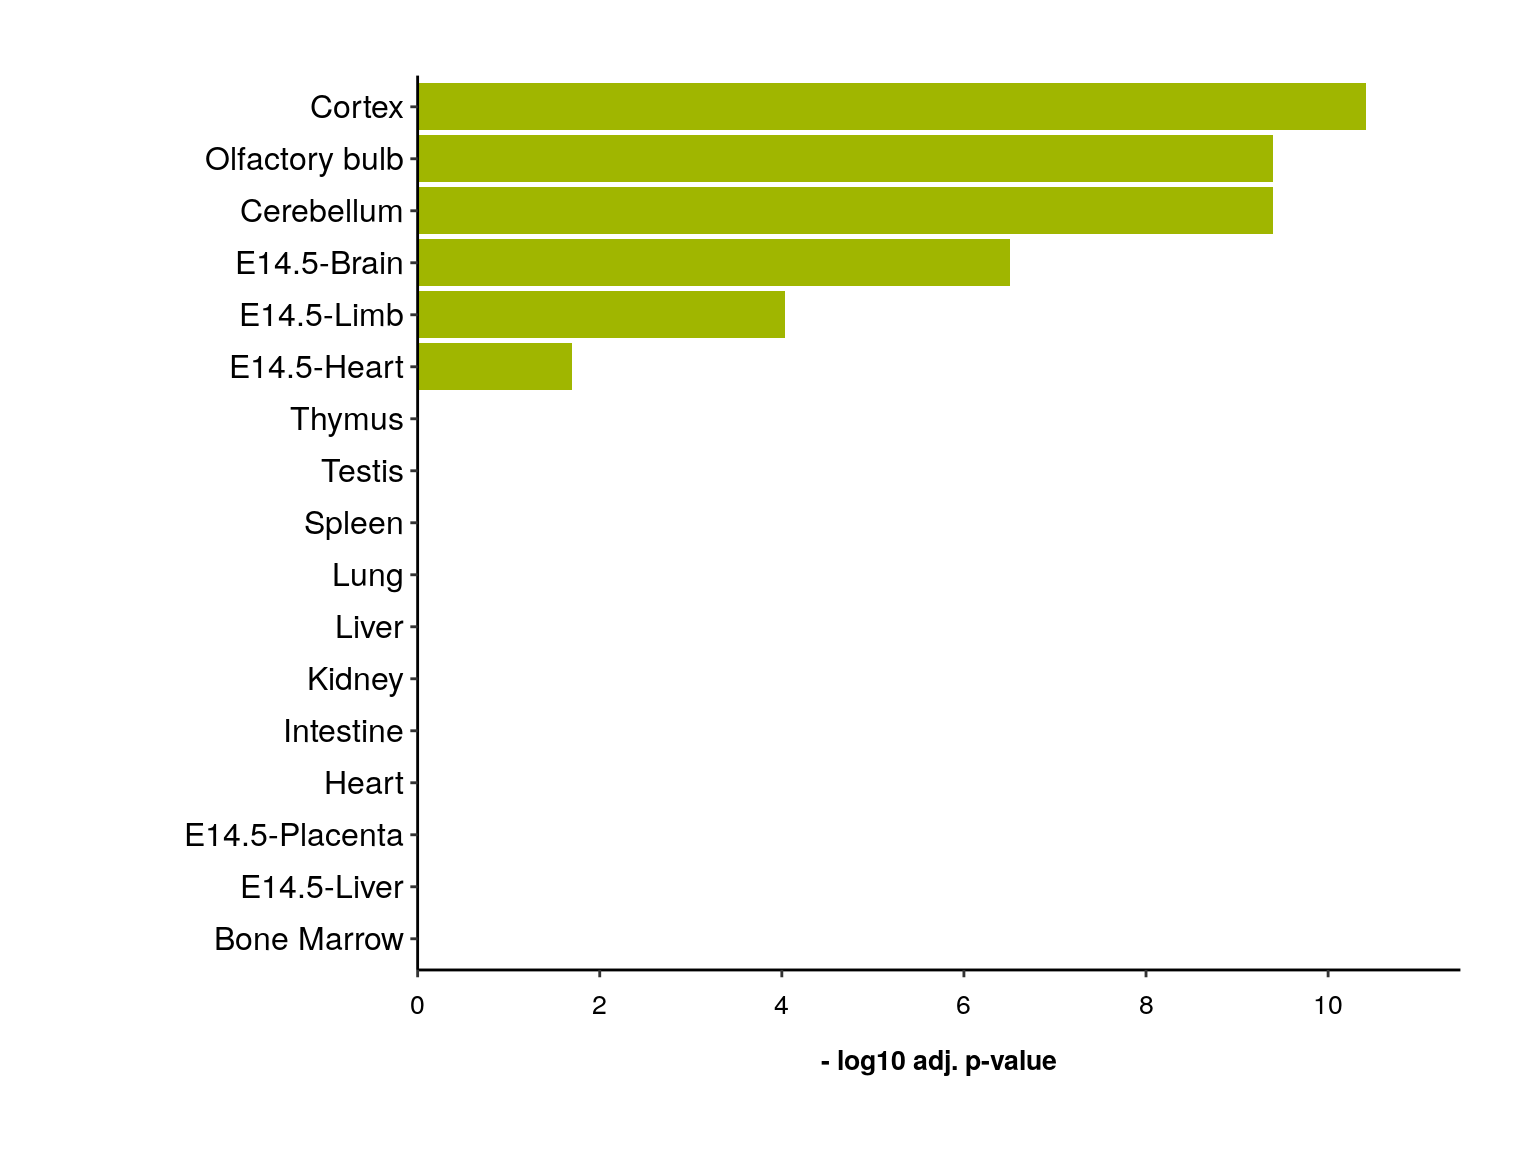 Cortex
Olfactory bulb
Cerebellum
E14.5-Brain
E14.5-Limb
E14.5-Heart
Thymus
Testis
Spleen
Lung
Liver
Kidney
Intestine
Heart
E14.5-Placenta
E14.5-Liver
Bone Marrow
0 2 4 6 8 10
- log10 adj. p-value